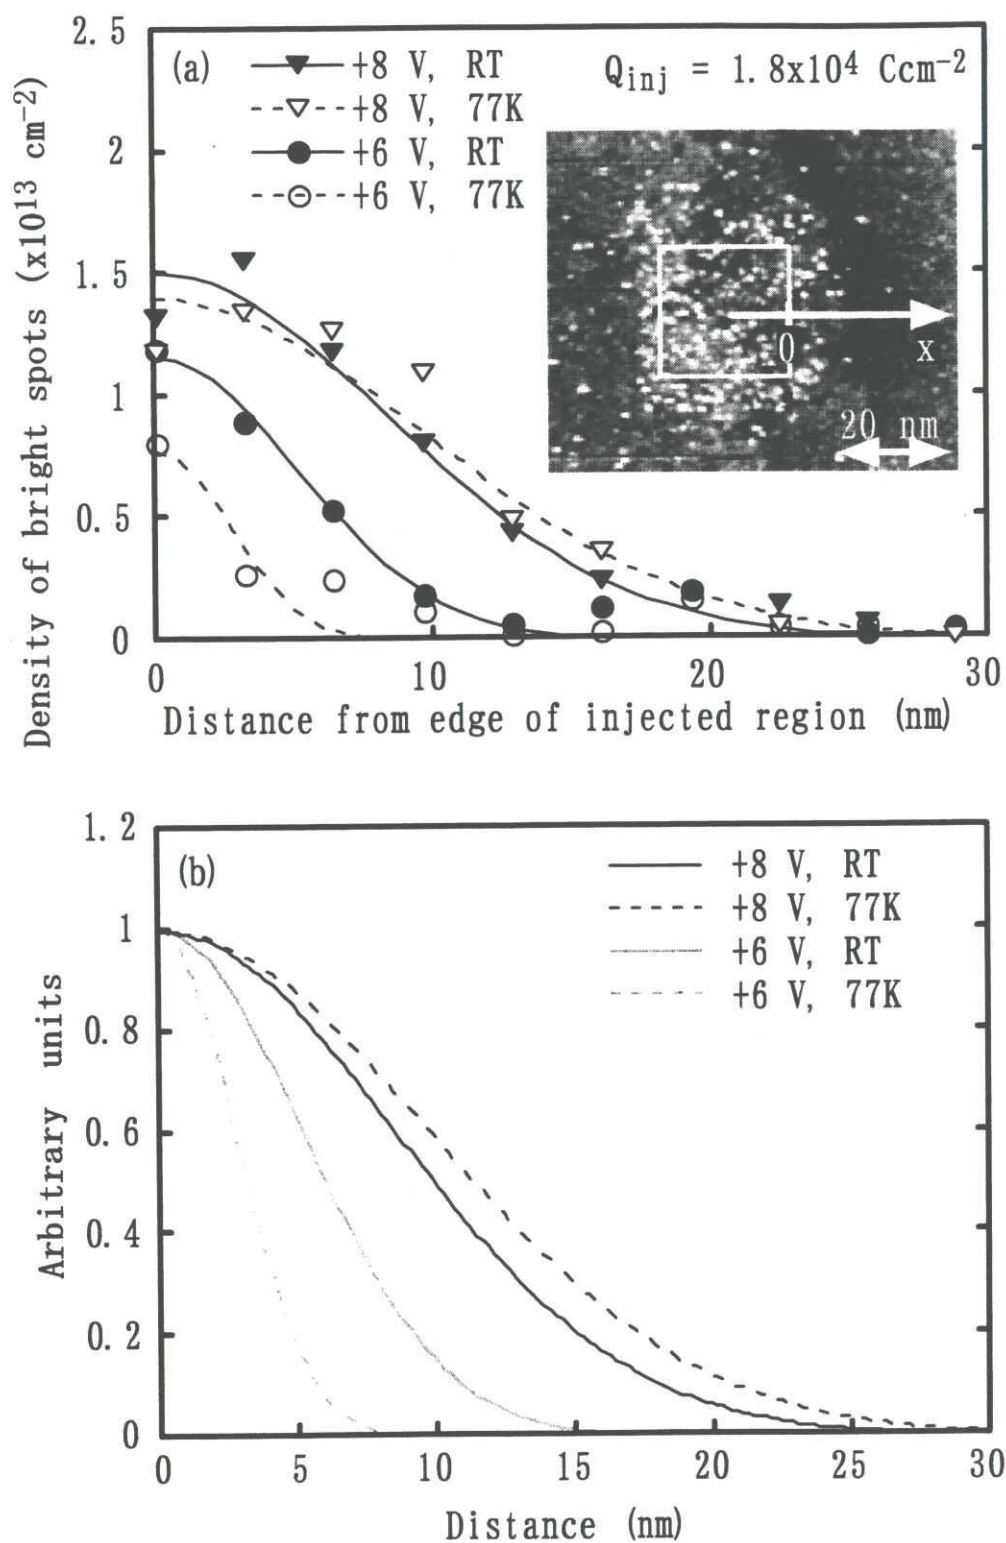 Density of bright spots (x10¹³ cm⁻²)
2.5
2
1.5
1
0.5
0
(a)
+8 V, RT
+8 V, 77K
+6 V, RT
+6 V, 77K
Q_inj = 1.8x10⁴ Ccm⁻²
0
x
20 nm
0
10
20
30
Distance from edge of injected region (nm)
Arbitrary units
1.2
1
0.8
0.6
0.4
0.2
0
(b)
+8 V, RT
+8 V, 77K
+6 V, RT
+6 V, 77K
0
5
10
15
20
25
30
Distance (nm)